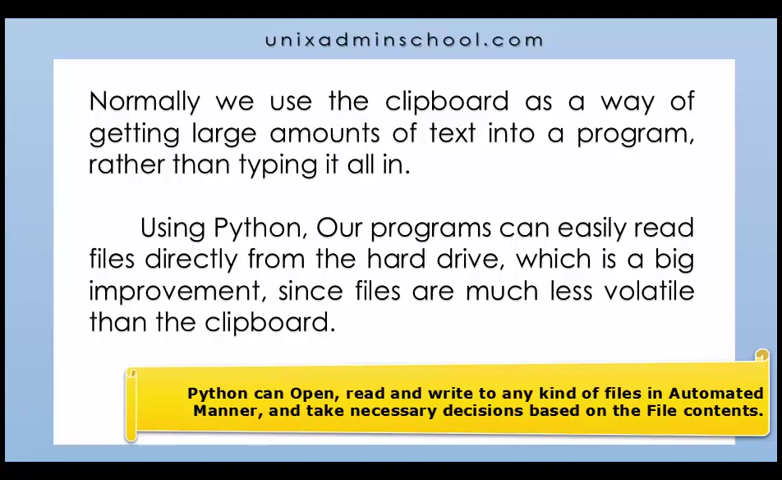 unixadminschool.com
Normally we use the clipboard as a way of
getting large amounts of text into a program,
rather than typing it all in.
Using Python, Our programs can easily read
files directly from the hard drive, which is a big
improvement, since files are much less volatile
than the clipboard.
Python can Open, read and write to any kind of files in Automated
Manner, and take necessary decisions based on the File contents.